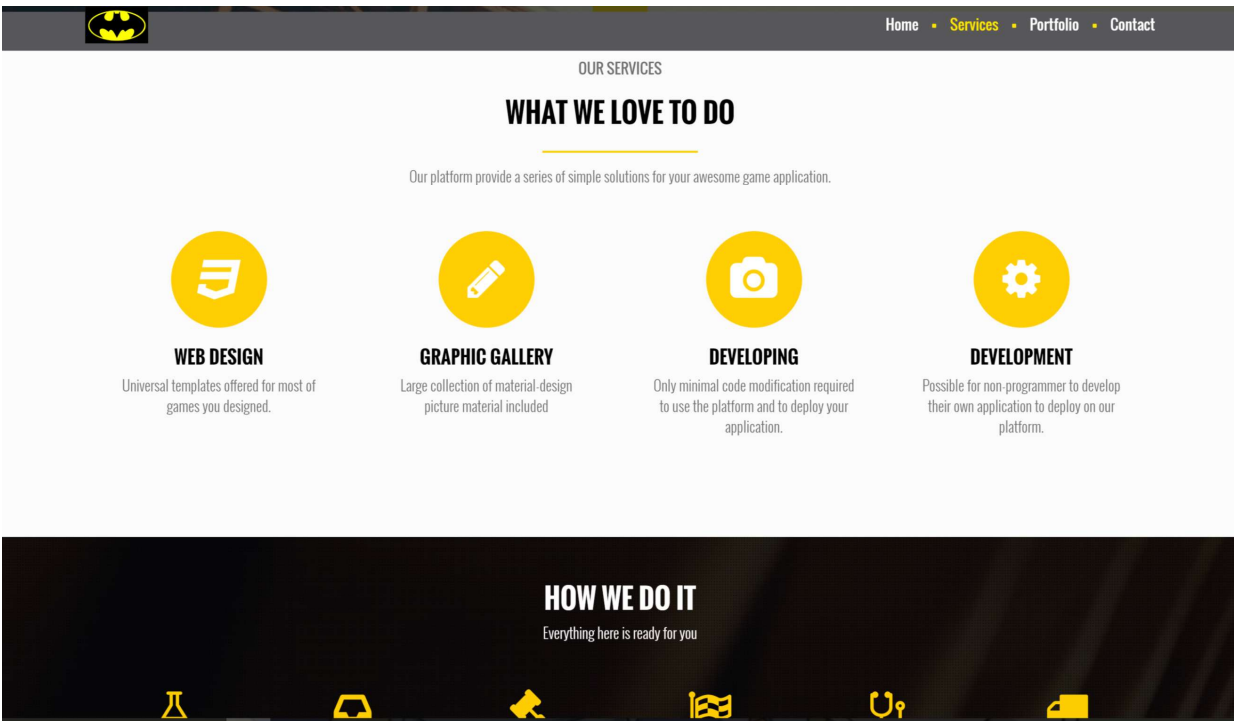 Home Services Portfolio Contact
OUR SERVICES
WHAT WE LOVE TO DO
Our platform provide a series of simple solutions for your awesome game application.
WEB DESIGN
Universal templates offered for most of
games you designed.
GRAPHIC GALLERY
Large collection of material-design
picture material included
DEVELOPING
Only minimal code modification required
to use the platform and to deploy your
application.
DEVELOPMENT
Possible for non-programmer to develop
their own application to deploy on our
platform.
HOW WE DO IT
Everything here is ready for you